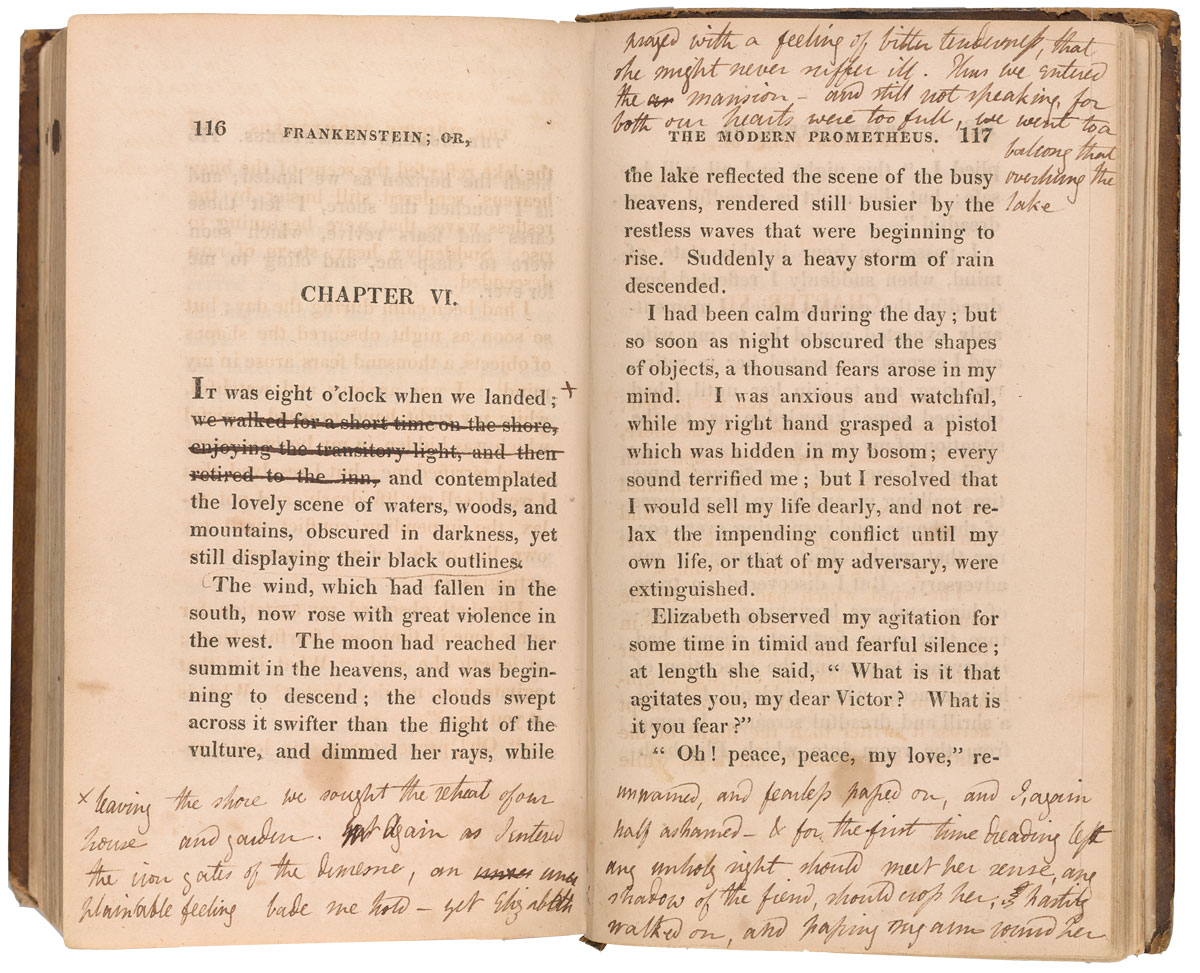 116 FRANKENSTEIN; OR,
CHAPTER VI.
IT was eight o'clock when we landed; +
we walked for a short time on the shore,
enjoying the transitory light, and then
retired to the inn, and contemplated
the lovely scene of waters, woods, and
mountains, obscured in darkness, yet
still displaying their black outlines.
The wind, which had fallen in the
south, now rose with great violence in
the west. The moon had reached her
summit in the heavens, and was begin-
ning to descend; the clouds swept
across it swifter than the flight of the
vulture, and dimmed her rays, while
x leaving the shore we sought the retreat of our
house and garden. Again as I entered
the iron gates of the an unex
plainable feeling bade me hold – yet Elizabeth
prayed with a feeling of bitter tenderneſs, that
she might never suffer ill. Thus we entered
the mansion – and still not speaking, for
both our hearts were too full, we went to a
balcony that
overhung the
lake
THE MODERN PROMETHEUS. 117
the lake reflected the scene of the busy
heavens, rendered still busier by the
restless waves that were beginning to
rise. Suddenly a heavy storm of rain
descended.
I had been calm during the day; but
so soon as night obscured the shapes
of objects, a thousand fears arose in my
mind. I was anxious and watchful,
while my right hand grasped a pistol
which was hidden in my bosom; every
sound terrified me; but I resolved that
I would sell my life dearly, and not re-
lax the impending conflict until my
own life, or that of my adversary, were
extinguished.
Elizabeth observed my agitation for
some time in timid and fearful silence;
at length she said, “ What is it that
agitates you, my dear Victor? What is
it you fear?”
“ Oh! peace, peace, my love,” re-
unwarned, and fearleſs paſsed on, and I, again
half ashamed – & for the first time dreading leſt
any unholy sight should meet her sense, any
shadow of the fiend, should croſs her; I hastily
walked on, and paſsing my arm round her